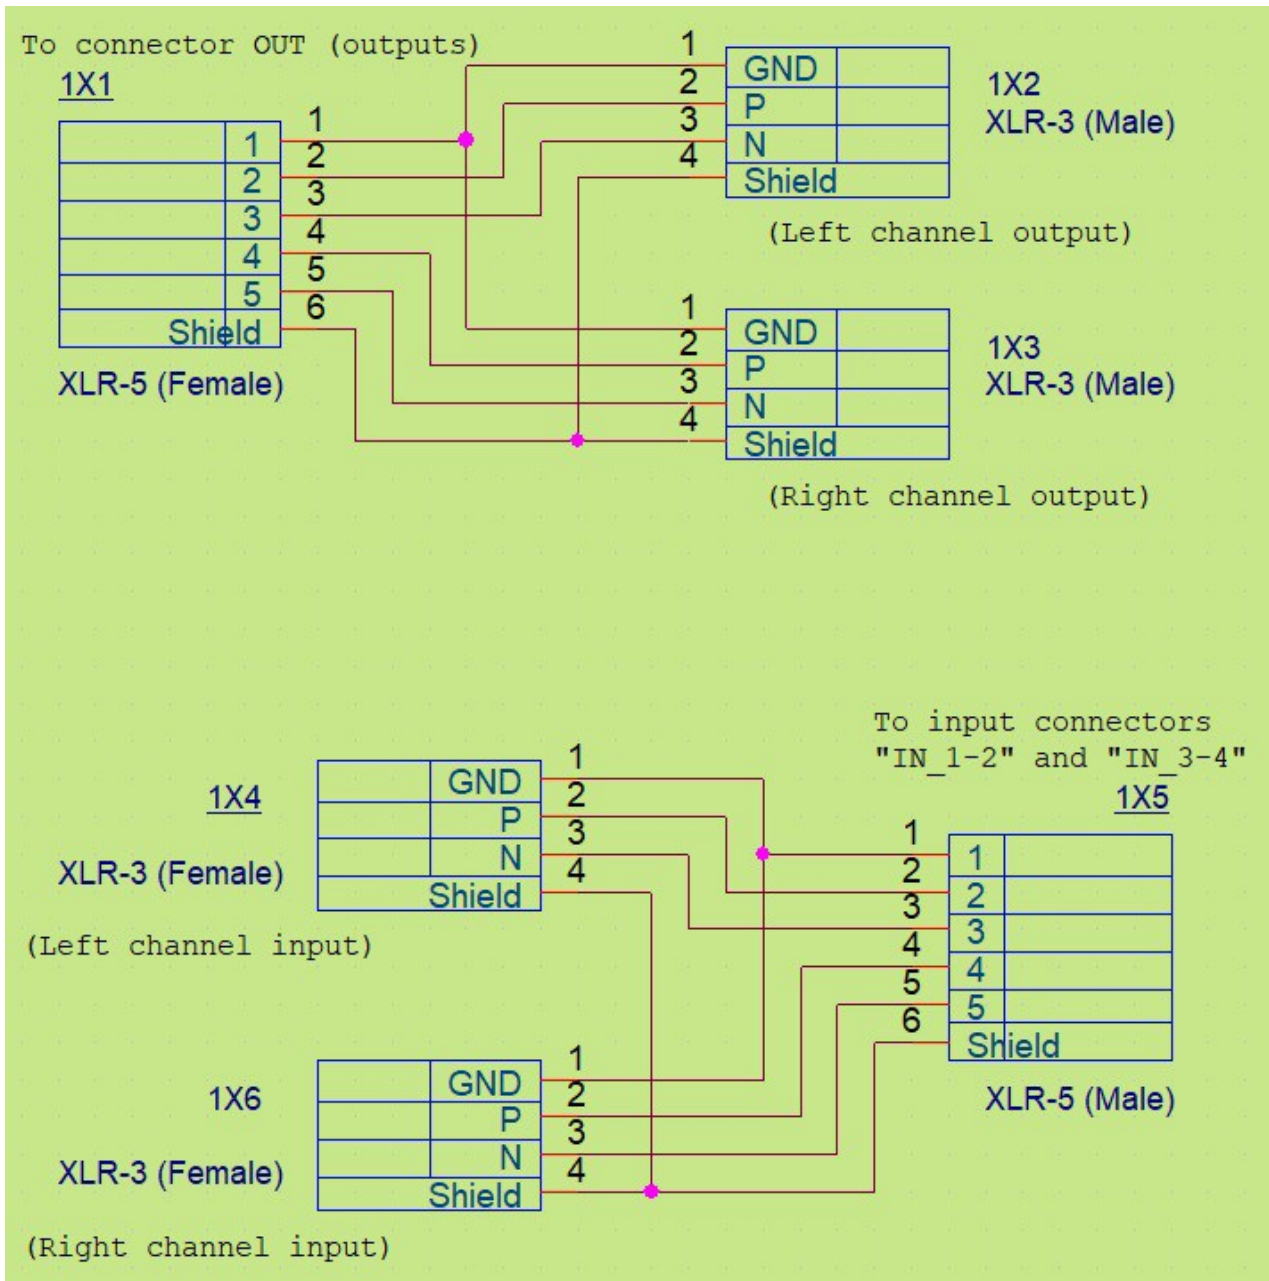 To connector OUT (outputs)
1X1
1
2
3
4
5
6
1
2
3
4
5
Shield
XLR-5 (Female)
1
2
3
4
GND
P
N
Shield
1X2
XLR-3 (Male)
(Left channel output)
1
2
3
4
GND
P
N
Shield
1X3
XLR-3 (Male)
(Right channel output)
1X4
XLR-3 (Female)
GND
P
N
Shield
1
2
3
4
(Left channel input)
To input connectors
"IN_1-2" and "IN_3-4"
1X5
1
2
3
4
5
6
1
2
3
4
5
Shield
XLR-5 (Male)
1X6
XLR-3 (Female)
GND
P
N
Shield
1
2
3
4
(Right channel input)